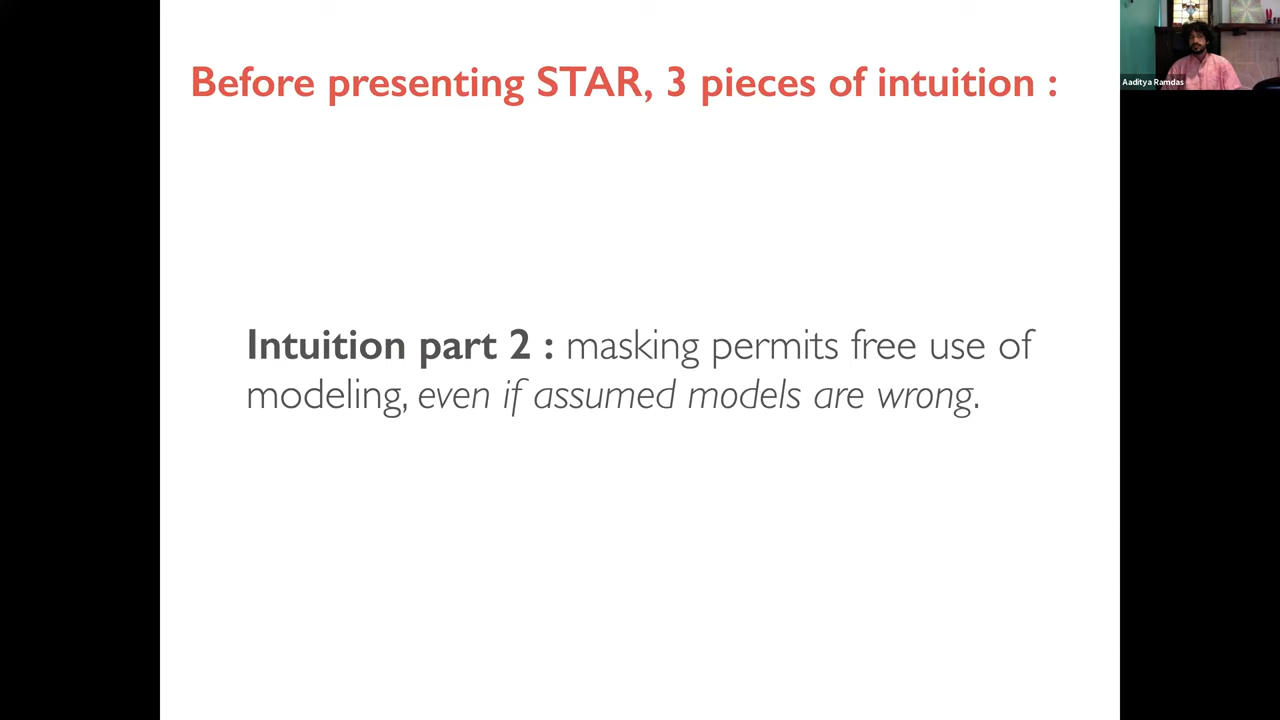 Before presenting STAR, 3 pieces of intuition :
Aaditya Ramdas
Intuition part 2 : masking permits free use of
modeling, even if assumed models are wrong.